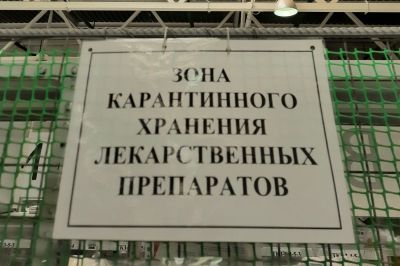 ЗОНА
КАРАНТИННОГО
ХРАНЕНИЯ
ЛЕКАРСТВЕННЫХ
ПРЕПАРАТОВ